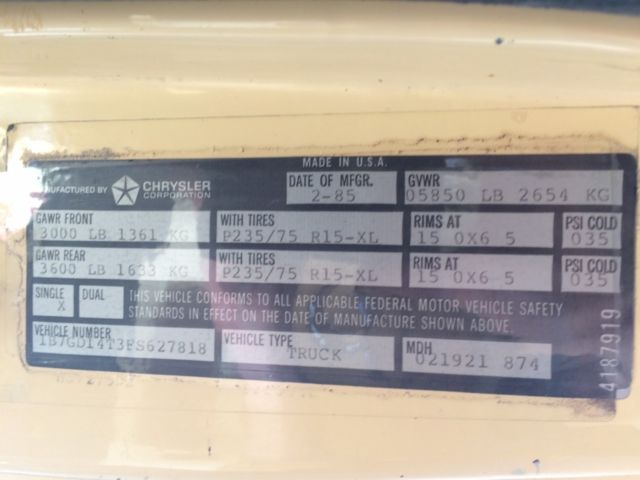 MADE IN U.S.A.
MANUFACTURED BY CHRYSLER CORPORATION
DATE OF MFGR. 2-85
GVWR 05850 LB 2654 KG
GAWR FRONT 3000 LB 1361 KG
WITH TIRES P235/75 R15-XL
RIMS AT 15 0X6 5
PSI COLD 035
GAWR REAR 3600 LB 1633 KG
WITH TIRES P235/75 R15-XL
RIMS AT 15 0X6 5
PSI COLD 035
SINGLE X
DUAL
THIS VEHICLE CONFORMS TO ALL APPLICABLE FEDERAL MOTOR VEHICLE SAFETY
STANDARDS IN EFFECT ON THE DATE OF MANUFACTURE SHOWN ABOVE.
VEHICLE NUMBER 1B7GD14T3FS627818
VEHICLE TYPE TRUCK
MDH 021921 874
4187919